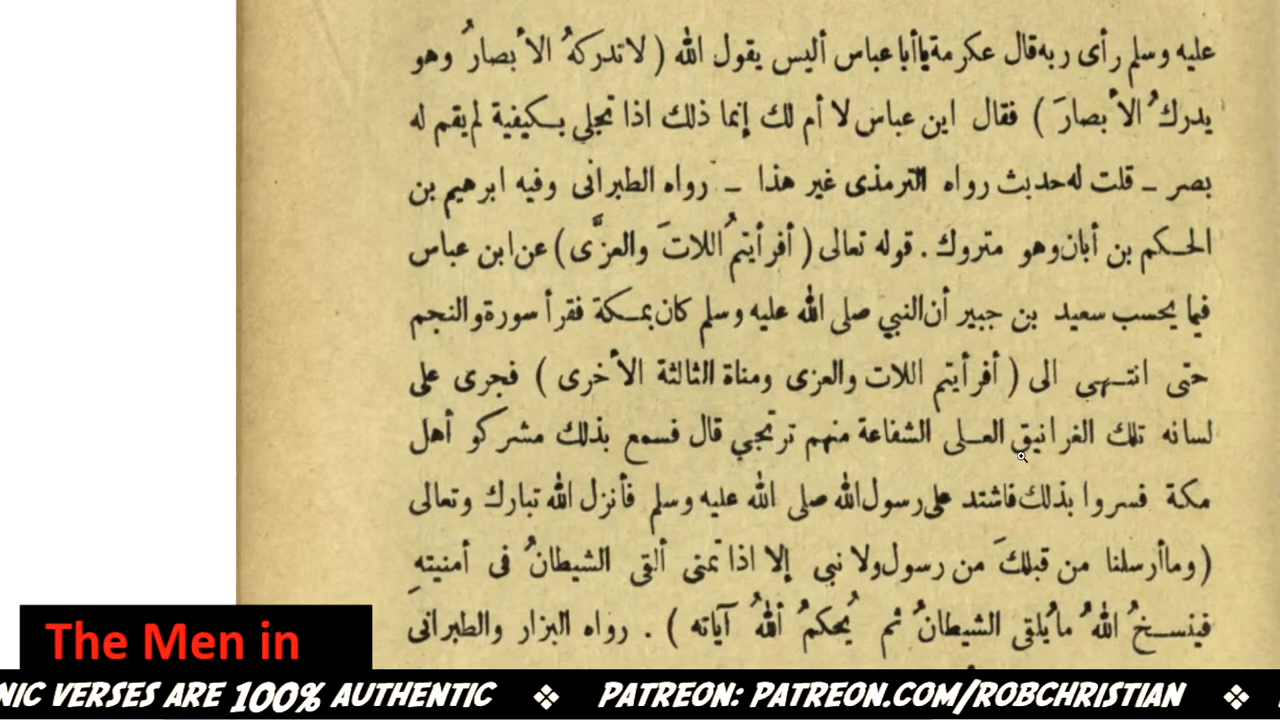 عليه وسلم رأى ربه قال عكرمة يا أبا عباس أليس يقول الله ( لا تدركهُ الأبصارُ وهو
يدركُ الأبصارَ ) فقال ابن عباس لا أم لك إنما ذلك اذا تجلى بكيفية لم يقم له
بصر – قلت له حديث رواه الترمذى غير هذا – رواه الطبرانى وفيه ابرهيم بن
الحكم بن أبان وهو متروك . قوله تعالى ( أفرأيتمُ اللاتَ والعزَّى ) عن ابن عباس
فيما يحسب سعيد بن جبير أن النبي صلى الله عليه وسلم كان بمكة فقرأ سورة والنجم
حتى انتهى الى ( أفرأيتم اللات والعزى ومناة الثالثة الأخرى ) فجرى على
لسانه تلك الغرانيق العلى الشفاعة منهم ترتجي قال فسمع بذلك مشركو أهل
مكة فسروا بذلك فاشتد على رسول الله صلى الله عليه وسلم فأنزل الله تبارك وتعالى
( وما أرسلنا من قبلكَ من رسول ولا نبى إلا اذا تمنى ألقى الشيطانُ فى أمنيتهِ
فينسخُ اللهُ ما يُلقى الشيطانُ ثم يُحكمُ اللهُ آياته ) . رواه البزار والطبرانى
The Men in
NIC VERSES ARE 100% AUTHENTIC ❖ PATREON: PATREON.COM/ROBCHRISTIAN ❖